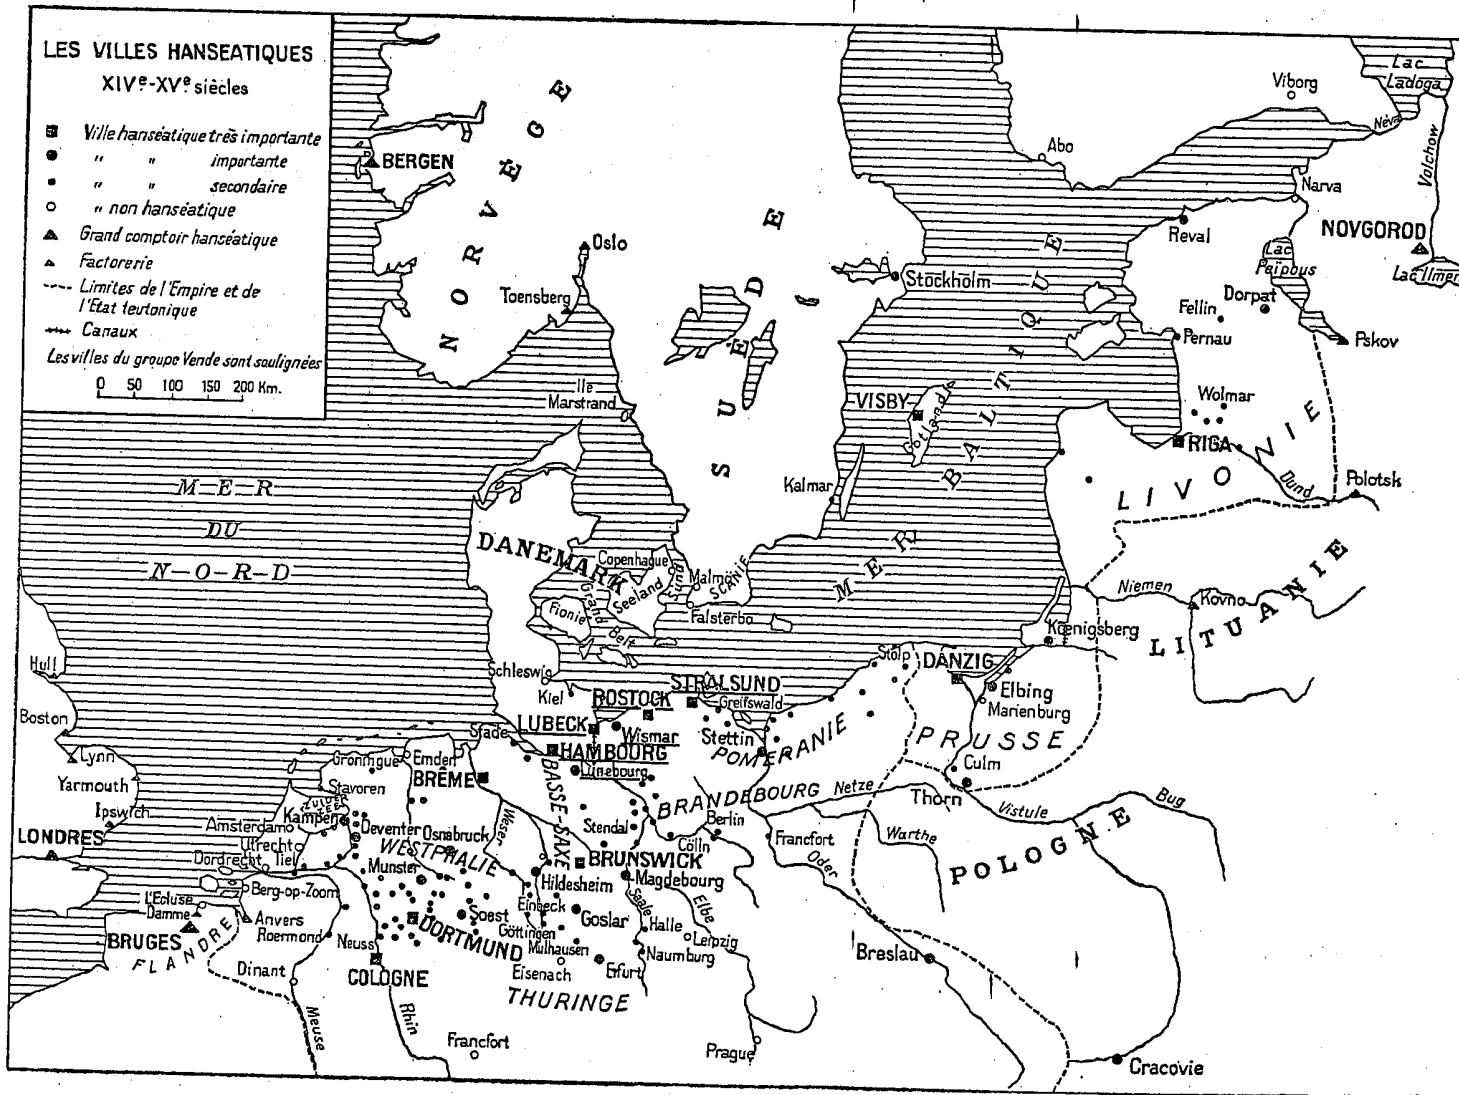 LES VILLES HANSEATIQUES
XIVe-XVe siècles
Ville hanséatique très importante
" " importante
" " secondaire
" non hanséatique
Grand comptoir hanséatique
Factorerie
Limites de l'Empire et de
l'Etat teutonique
Canaux
Les villes du groupe Vende sont soulignées
0 50 100 150 200 Km.
NORVÈGE
BERGEN
Oslo
Toensberg
SUÈDE
Stockholm
Ile
Marstrand
Kalmar
VISBY
Gotland
MER BALTIQUE
Viborg
Abo
Lac
Ladoga
Néva
Volchow
Narva
NOVGOROD
Lac Ilmen
Reval
Lac
Peïpous
Dorpat
Fellin
Pernau
Pskov
Wolmar
RIGA
LIVONIE
Duna
Polotsk
Niemen
Kovno
LITUANIE
MER
DU
NORD
DANEMARK
Copenhague
Seeland
Sund
Malmö
SCANIE
Falsterbo
Fionie
Grand Belt
Schleswig
Kiel
Kœnigsberg
DANZIG
Elbing
Marienburg
PRUSSE
Culm
Thorn
Stolp
STRALSUND
Greifswald
ROSTOCK
LUBECK
Wismar
Stettin
POMERANIE
HAMBOURG
Lunebourg
Stade
BRÊME
Emden
Groningue
Stavoren
Zuiderzee
Kampen
Amsterdam
Utrecht
Dordrecht
Tiel
Deventer
Osnabruck
WESTPHALIE
Munster
Weser
BASSE-SAXE
BRANDEBOURG
Stendal
Berlin
Cölln
Netze
Warthe
Francfort
Oder
Vistule
Bug
POLOGNE
BRUNSWICK
Magdebourg
Hildesheim
Einbeck
Goslar
Göttingen
Mulhausen
Eisenach
Erfurt
Saale
Halle
Elbe
Leipzig
Naumburg
THURINGE
Soest
DORTMUND
Neuss
COLOGNE
Rhin
Francfort
Prague
Breslau
Cracovie
Hull
Boston
Lynn
Yarmouth
Ipswich
LONDRES
Berg-op-Zoom
L'Ecluse
Damme
Anvers
BRUGES
FLANDRE
Roermond
Dinant
Meuse